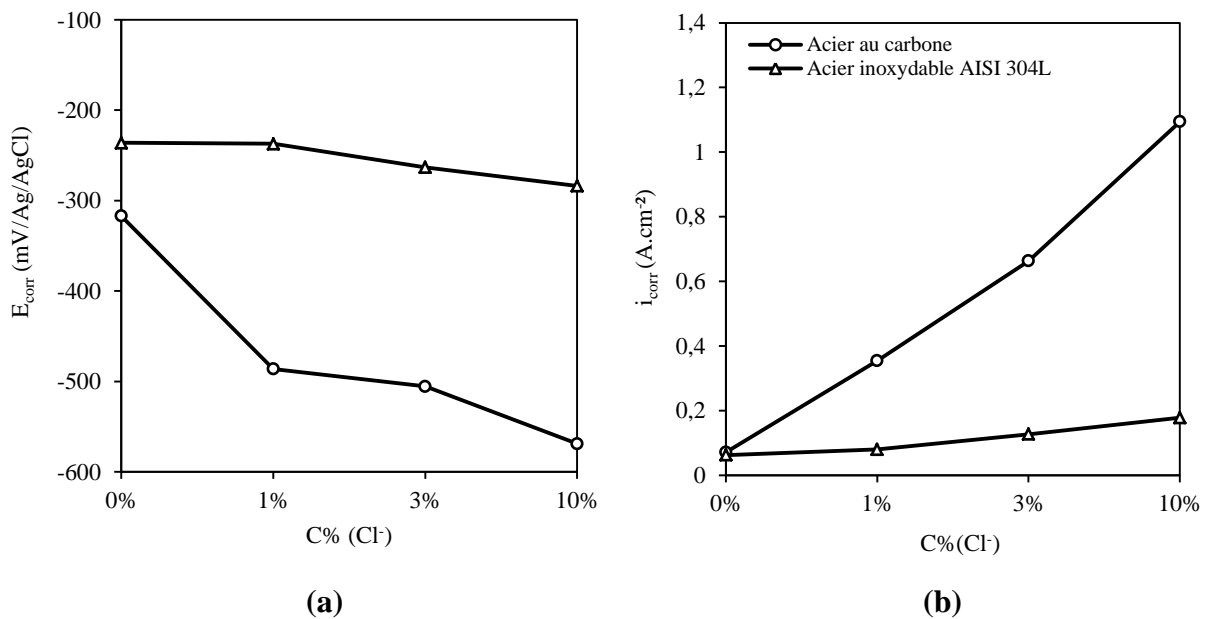 -100
-200
-300
-400
-500
-600
E_corr (mV/Ag/AgCl)
0%
1%
3%
10%
C% (Cl⁻)
(a)
1,4
1,2
1
0,8
0,6
0,4
0,2
0
i_corr (A.cm⁻²)
Acier au carbone
Acier inoxydable AISI 304L
0%
1%
3%
10%
C%(Cl⁻)
(b)